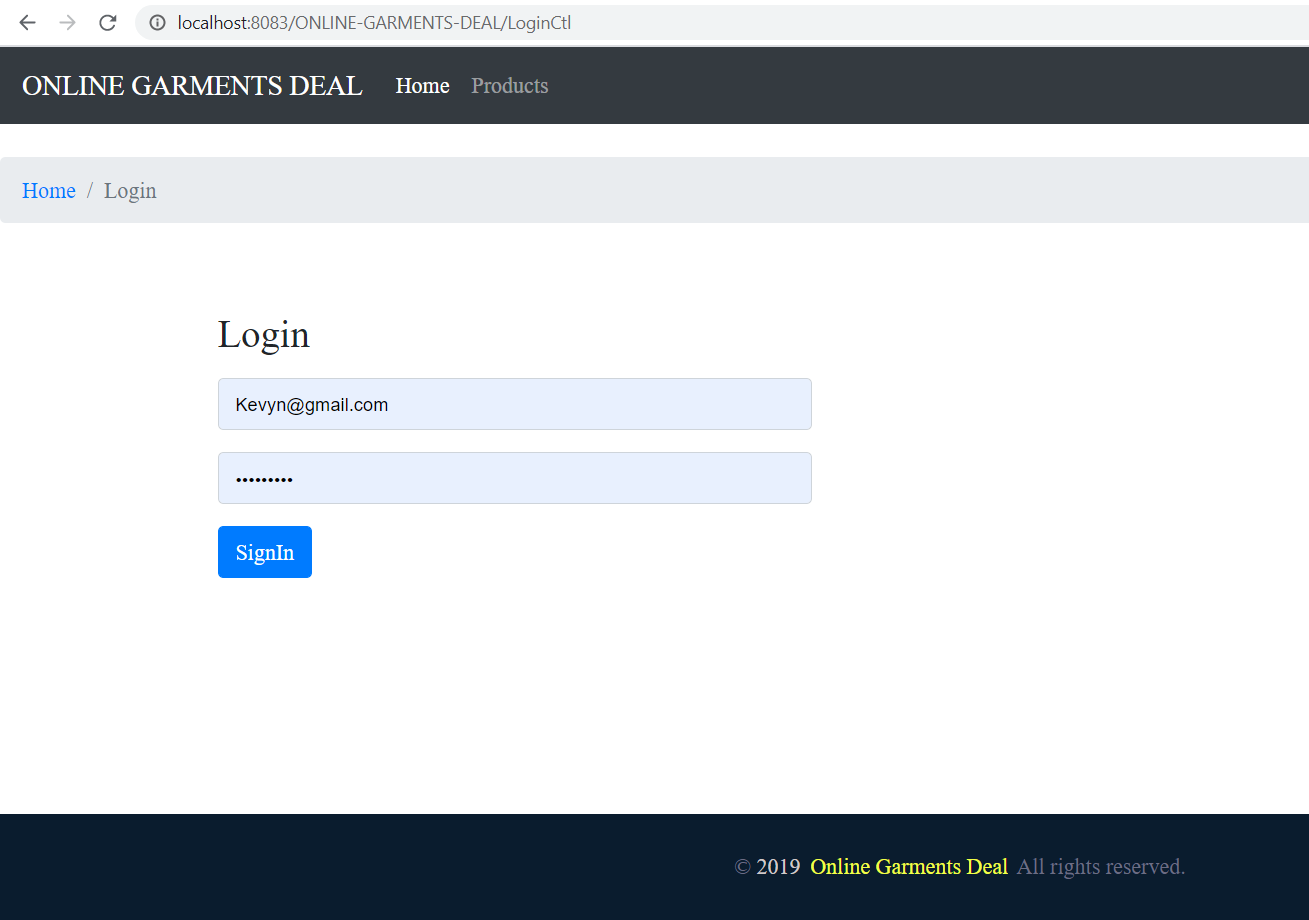 localhost:8083/ONLINE-GARMENTS-DEAL/LoginCtl
ONLINE GARMENTS DEAL Home Products
Home / Login
Login
Kevyn@gmail.com
•••••••••
SignIn
© 2019 Online Garments Deal All rights reserved.